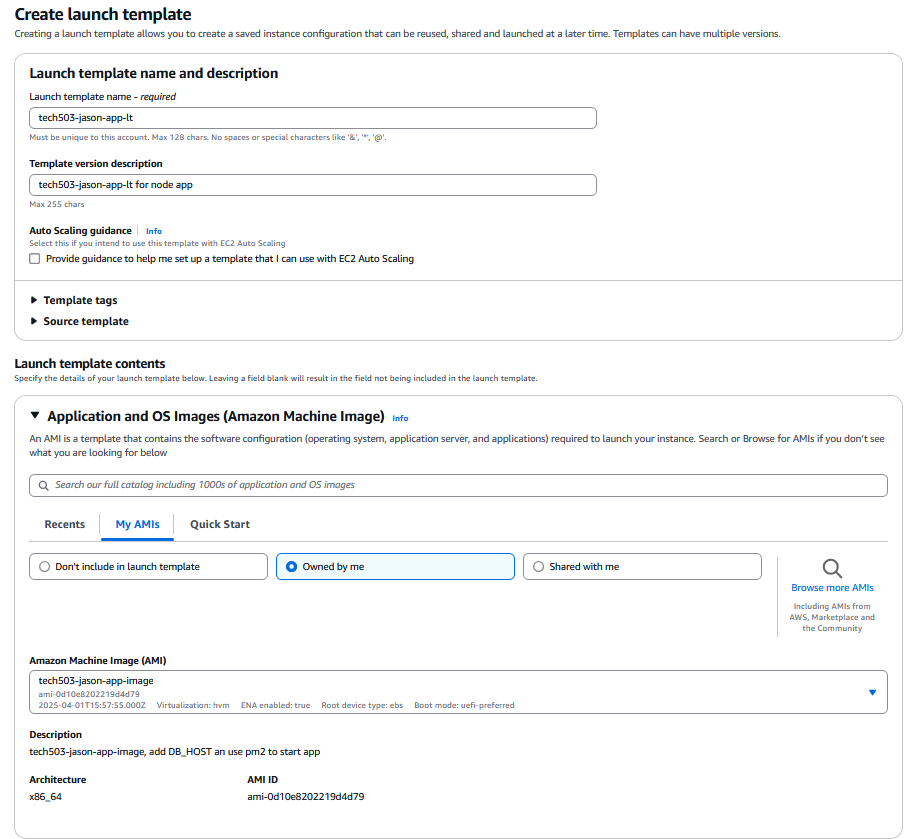 Create launch template
Creating a launch template allows you to create a saved instance configuration that can be reused, shared and launched at a later time. Templates can have multiple versions.
Launch template name and description
Launch template name - required
tech503-jason-app-lt
Must be unique to this account. Max 128 chars. No spaces or special characters like '&', '*', '@'.
Template version description
tech503-jason-app-lt for node app
Max 255 chars
Auto Scaling guidance Info
Select this if you intend to use this template with EC2 Auto Scaling
Provide guidance to help me set up a template that I can use with EC2 Auto Scaling
Template tags
Source template
Launch template contents
Specify the details of your launch template below. Leaving a field blank will result in the field not being included in the launch template.
Application and OS Images (Amazon Machine Image) Info
An AMI is a template that contains the software configuration (operating system, application server, and applications) required to launch your instance. Search or Browse for AMIs if you don't see
what you are looking for below
Search our full catalog including 1000s of application and OS images
Recents My AMIs Quick Start
Don't include in launch template Owned by me Shared with me
Browse more AMIs
Including AMIs from
AWS, Marketplace and
the Community
Amazon Machine Image (AMI)
tech503-jason-app-image
ami-0d10e8202219d4d79
2025-04-01T15:57:55.000Z Virtualization: hvm ENA enabled: true Root device type: ebs Boot mode: uefi-preferred
Description
tech503-jason-app-image, add DB_HOST an use pm2 to start app
Architecture AMI ID
x86_64 ami-0d10e8202219d4d79